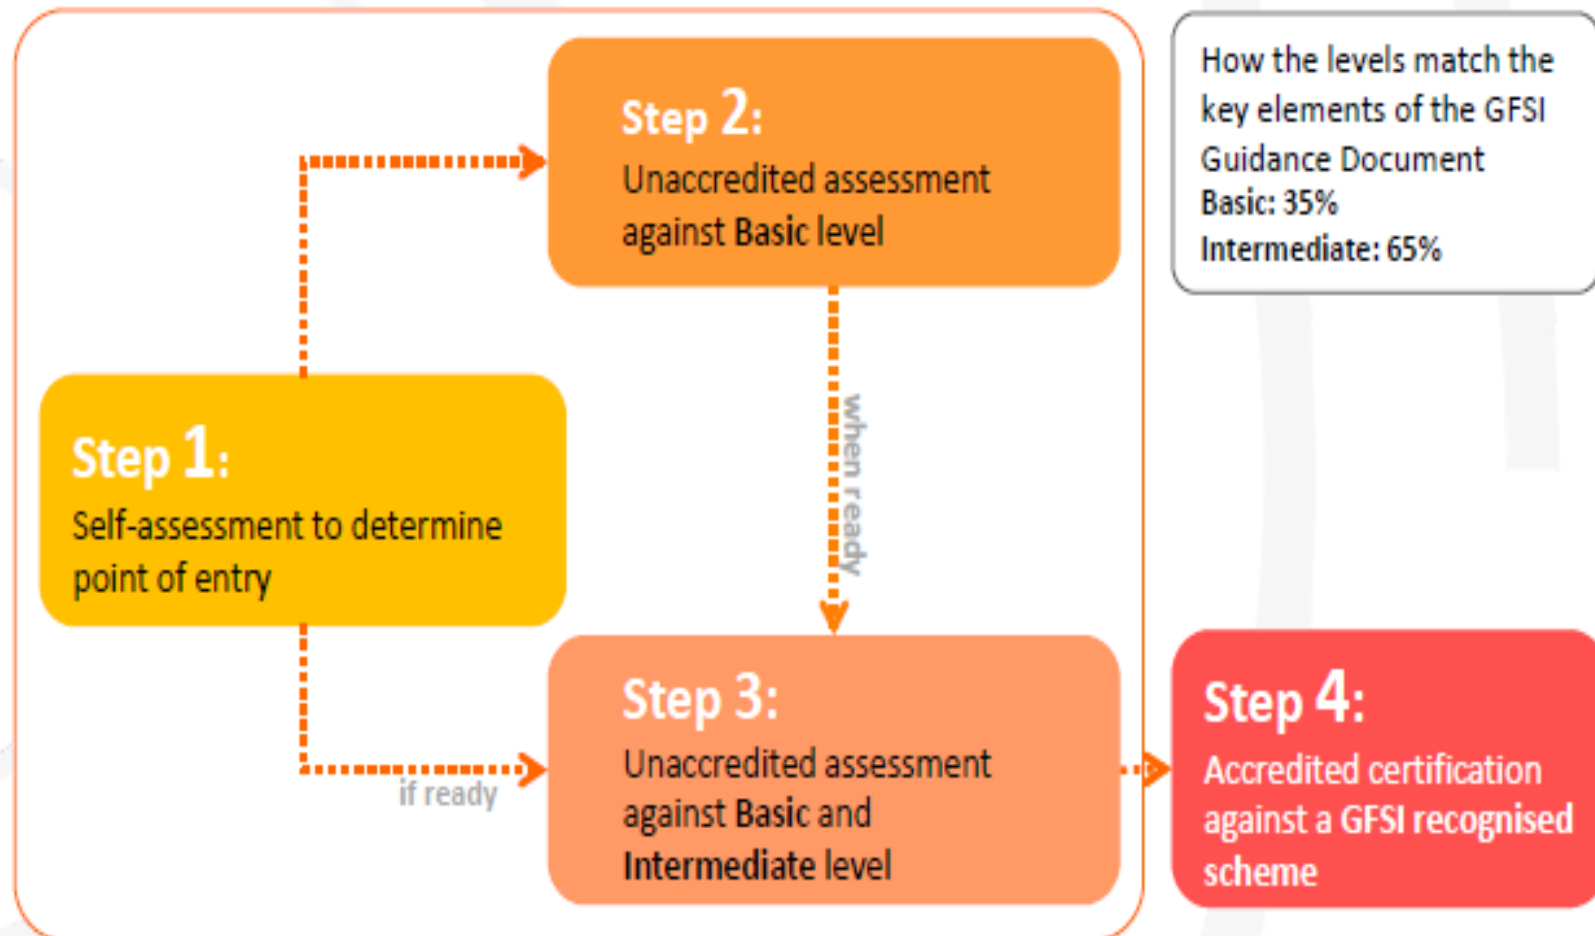 Step 2:
Unaccredited assessment
against Basic level
How the levels match the
key elements of the GFSI
Guidance Document
Basic: 35%
Intermediate: 65%
Step 1:
Self-assessment to determine
point of entry
when ready
if ready
Step 3:
Unaccredited assessment
against Basic and
Intermediate level
Step 4:
Accredited certification
against a GFSI recognised
scheme